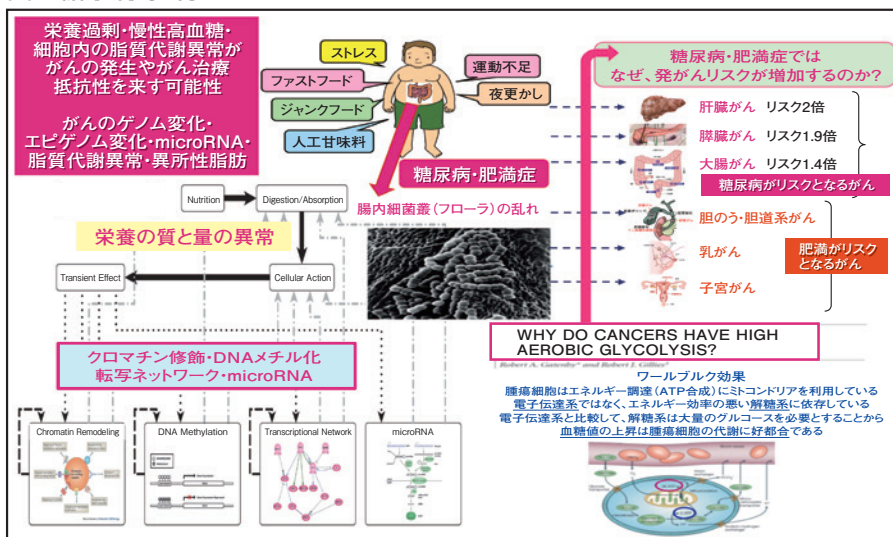 栄養過剰・慢性高血糖・
細胞内の脂質代謝異常が
がんの発生やがん治療
抵抗性を来す可能性
がんのゲノム変化・
エピゲノム変化・microRNA・
脂質代謝異常・異所性脂肪
ストレス
ファストフード
ジャンクフード
人工甘味料
運動不足
夜更かし
糖尿病・肥満症
腸内細菌叢(フローラ)の乱れ
糖尿病・肥満症では
なぜ、発がんリスクが増加するのか?
肝臓がん リスク2倍
膵臓がん リスク1.9倍
大腸がん リスク1.4倍
糖尿病がリスクとなるがん
胆のう・胆道系がん
乳がん
子宮がん
肥満がリスク
となるがん
Nutrition
Digestion/Absorption
栄養の質と量の異常
Transient Effect
Cellular Action
クロマチン修飾・DNAメチル化
転写ネットワーク・microRNA
Chromatin Remodeling
DNA Methylation
Transcriptional Network
microRNA
WHY DO CANCERS HAVE HIGH
AEROBIC GLYCOLYSIS?
Robert A. Gatenby* and Robert J. Gillies
ワールブルク効果
腫瘍細胞はエネルギー調達(ATP合成)にミトコンドリアを利用している
電子伝達系ではなく、エネルギー効率の悪い解糖系に依存している
電子伝達系と比較して、解糖系は大量のグルコースを必要とすることから
血糖値の上昇は腫瘍細胞の代謝に好都合である